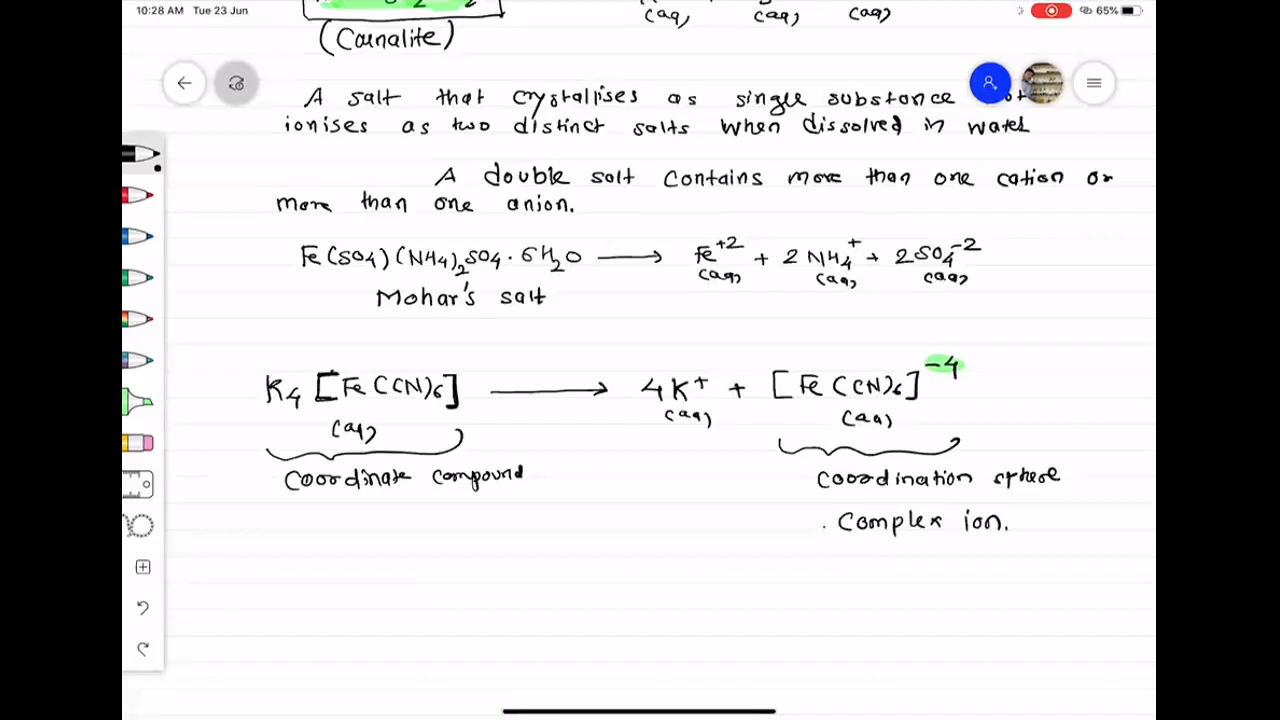 10:28 AM Tue 23 Jun
65%
(aq) (aq) (aq)
(Carnalite)
A salt that crystallises as single substance
ionises as two distinct salts when dissolved in water
A double salt contains more than one cation or
more than one anion.
Fe(SO4)(NH4)2SO4·6H2O ⟶ Fe+2 + 2NH4+ + 2SO4-2
(aq) (aq) (aq)
Mohar's salt
K4[Fe(CN)6] ⟶ 4K+ + [Fe(CN)6]-4
(aq) (aq) (aq)
Coordinate compound
Coordination sphere
Complex ion.